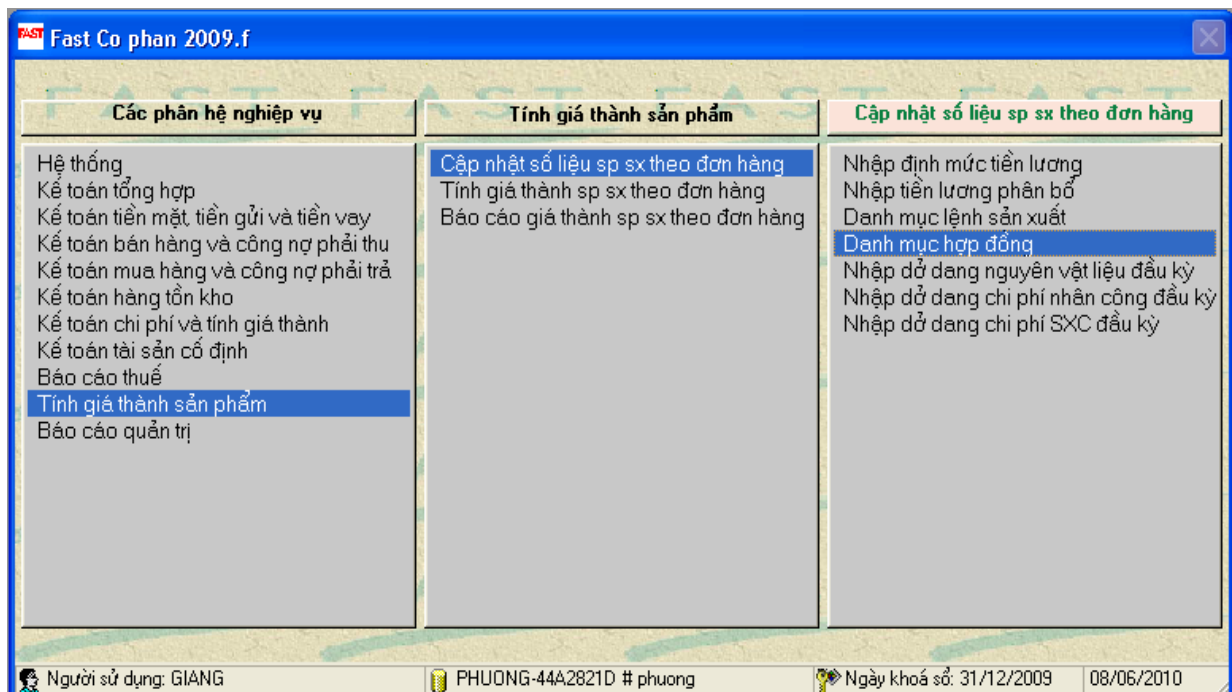 FAST Fast Co phan 2009.f
FAST FAST FAST
Các phân hệ nghiệp vụ
Tính giá thành sản phẩm
Cập nhật số liệu sp sx theo đơn hàng
Hệ thống
Kế toán tổng hợp
Kế toán tiền mặt, tiền gửi và tiền vay
Kế toán bán hàng và công nợ phải thu
Kế toán mua hàng và công nợ phải trả
Kế toán hàng tồn kho
Kế toán chi phí và tính giá thành
Kế toán tài sản cố định
Báo cáo thuế
Tính giá thành sản phẩm
Báo cáo quản trị
Cập nhật số liệu sp sx theo đơn hàng
Tính giá thành sp sx theo đơn hàng
Báo cáo giá thành sp sx theo đơn hàng
Nhập định mức tiền lương
Nhập tiền lương phân bổ
Danh mục lệnh sản xuất
Danh mục hợp đồng
Nhập dở dang nguyên vật liệu đầu kỳ
Nhập dở dang chi phí nhân công đầu kỳ
Nhập dở dang chi phí SXC đầu kỳ
Người sử dụng: GIANG
PHUONG-44A2821D # phuong
Ngày khoá sổ: 31/12/2009
08/06/2010